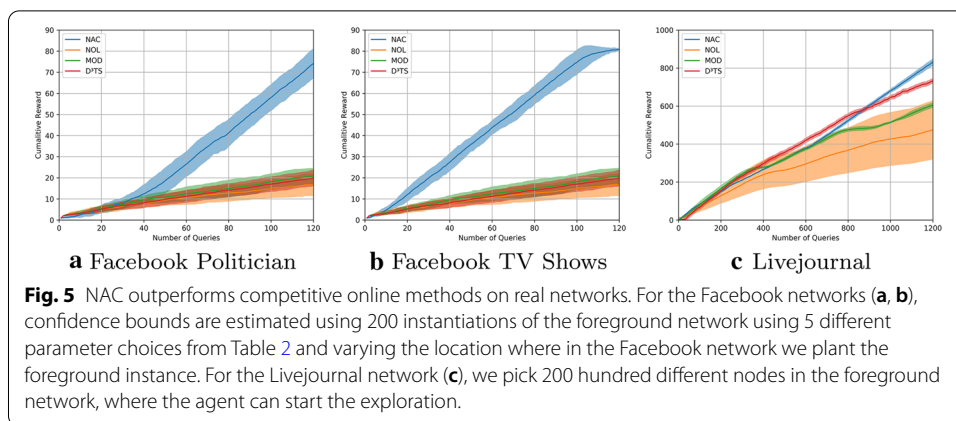 90
80
70
60
50
40
30
20
10
0
Cumalitive Reward
NAC
NOL
MOD
D³TS
0 20 40 60 80 100 120
Number of Queries
a Facebook Politician
90
80
70
60
50
40
30
20
10
0
Cumalitive Reward
NAC
NOL
MOD
D³TS
0 20 40 60 80 100 120
Number of Queries
b Facebook TV Shows
1000
800
600
400
200
0
Cumalitive Reward
NAC
NOL
MOD
D³TS
0 200 400 600 800 1000 1200
Number of Queries
c Livejournal
Fig. 5 NAC outperforms competitive online methods on real networks. For the Facebook networks (a, b),
confidence bounds are estimated using 200 instantiations of the foreground network using 5 different
parameter choices from Table 2 and varying the location where in the Facebook network we plant the
foreground instance. For the Livejournal network (c), we pick 200 hundred different nodes in the foreground
network, where the agent can start the exploration.